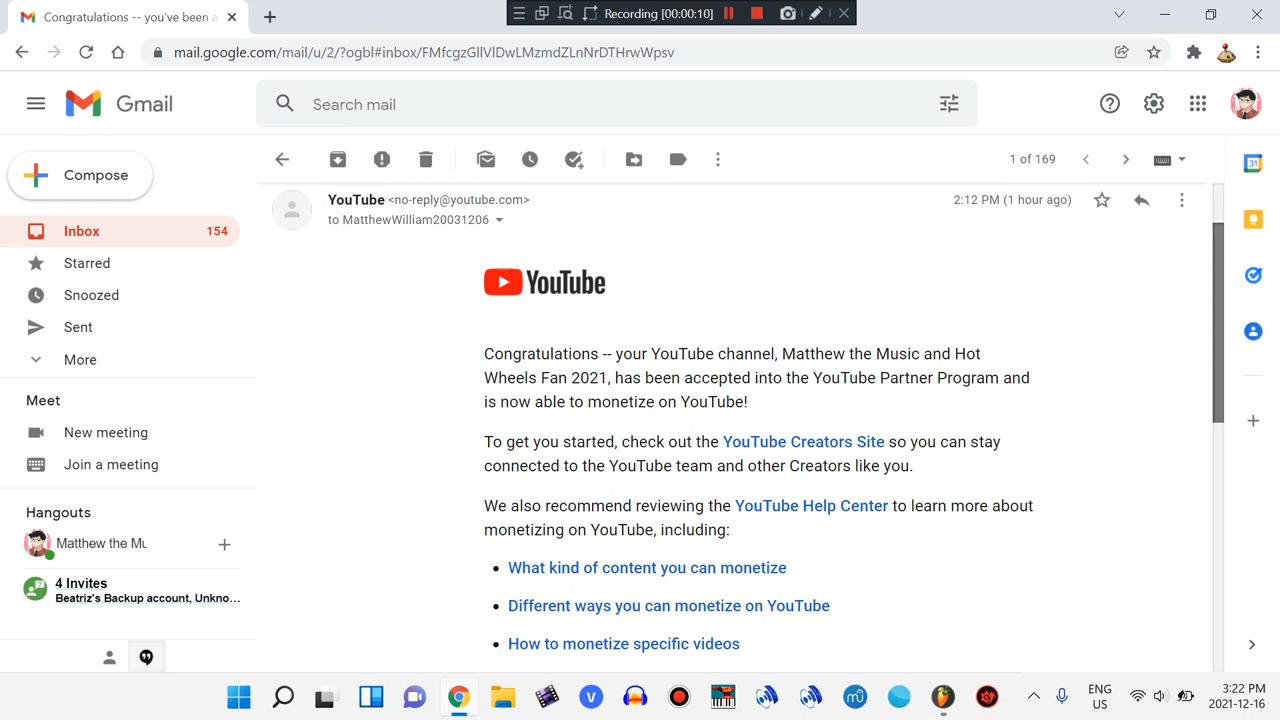 Congratulations -- you've been a
Recording [00:00:10]
mail.google.com/mail/u/2/?ogbl#inbox/FMfcgzGllVlDwLMzmdZLnNrDTHrwWpsv
Gmail
Search mail
Compose
1 of 169
Inbox 154
Starred
Snoozed
Sent
More
Meet
New meeting
Join a meeting
Hangouts
Matthew the Mu
4 Invites
Beatriz's Backup account, Unkno...
YouTube <no-reply@youtube.com>
2:12 PM (1 hour ago)
to MatthewWilliam20031206
YouTube
Congratulations -- your YouTube channel, Matthew the Music and Hot
Wheels Fan 2021, has been accepted into the YouTube Partner Program and
is now able to monetize on YouTube!
To get you started, check out the YouTube Creators Site so you can stay
connected to the YouTube team and other Creators like you.
We also recommend reviewing the YouTube Help Center to learn more about
monetizing on YouTube, including:
• What kind of content you can monetize
• Different ways you can monetize on YouTube
• How to monetize specific videos
31
V
ENG
US
3:22 PM
2021-12-16